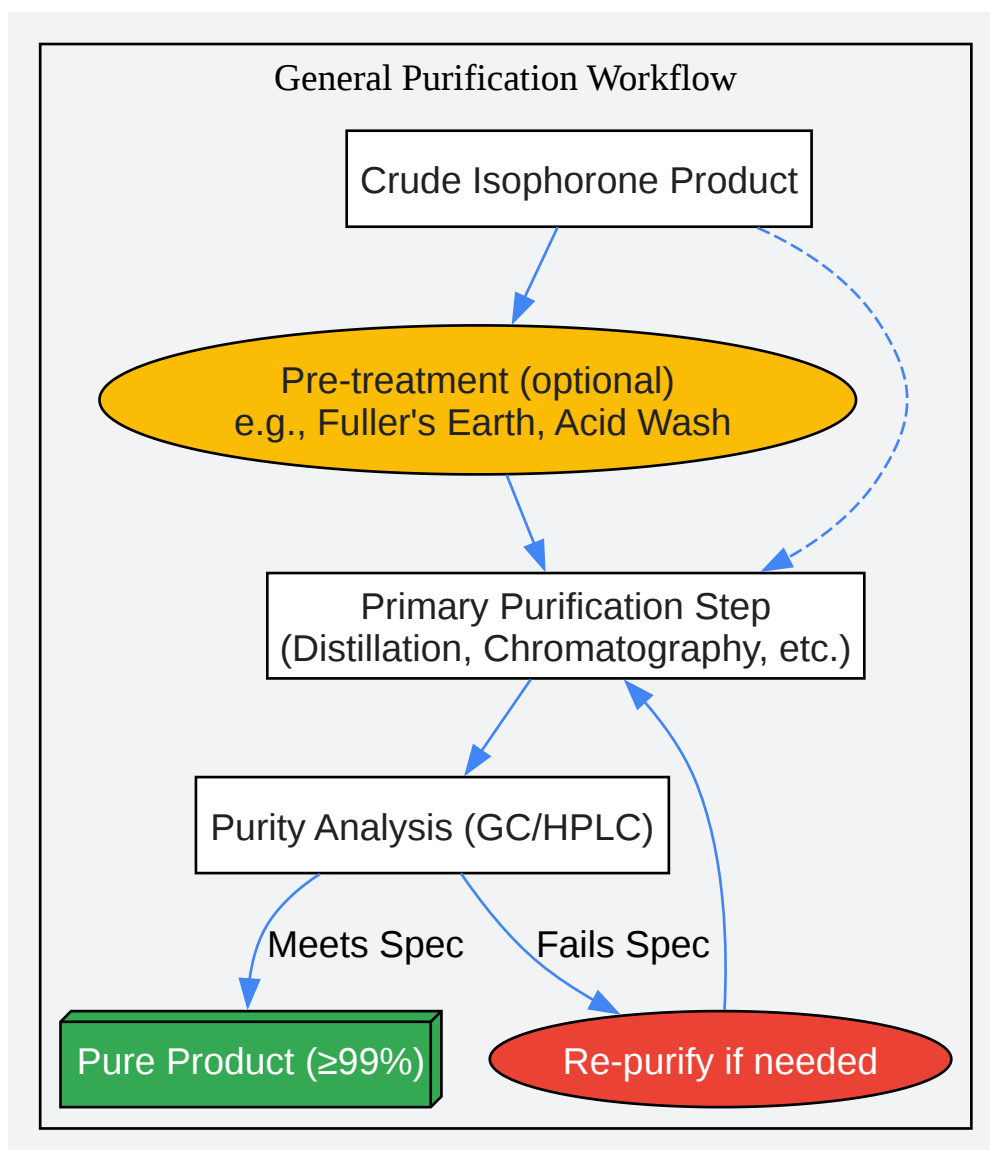 General Purification Workflow
Crude Isophorone Product
Pre-treatment (optional)
e.g., Fuller's Earth, Acid Wash
Primary Purification Step
(Distillation, Chromatography, etc.)
Purity Analysis (GC/HPLC)
Meets Spec
Fails Spec
Pure Product (≥99%)
Re-purify if needed